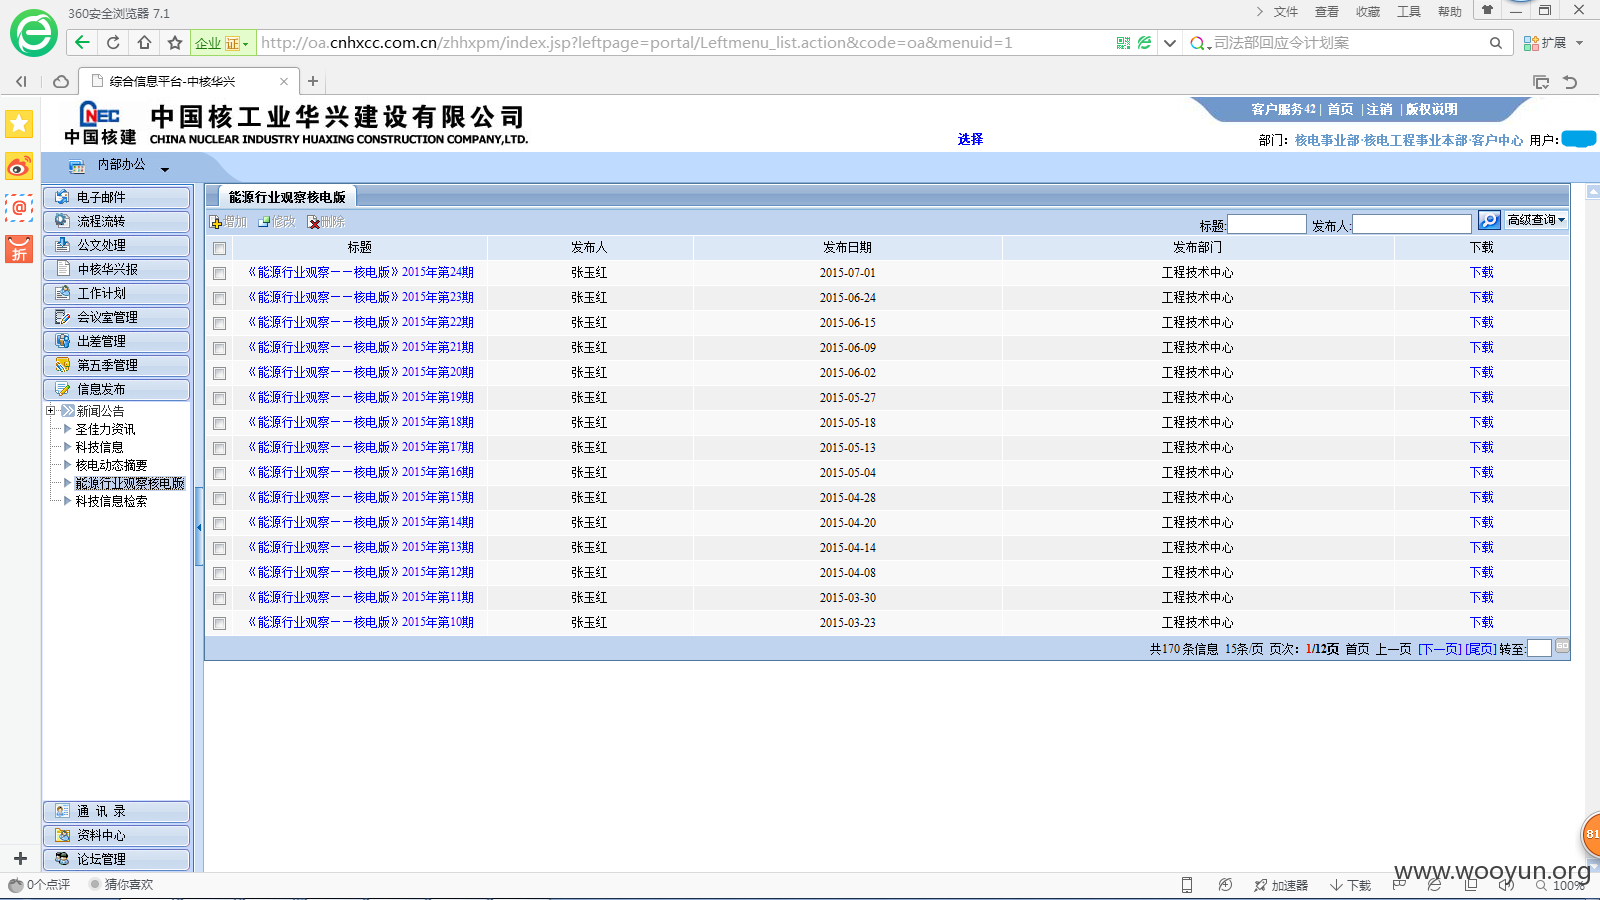 360安全浏览器 7.1
文件 查看 收藏 工具 帮助
企业 证 http://oa.cnhxcc.com.cn/zhhxpm/index.jsp?leftpage=portal/Leftmenu_list.action&code=oa&menuid=1
司法部回应令计划案
扩展
综合信息平台-中核华兴
CNEC
中国核建
中国核工业华兴建设有限公司
CHINA NUCLEAR INDUSTRY HUAXING CONSTRUCTION COMPANY,LTD.
选择
客户服务42| 首页 |注销 |版权说明
部门：核电事业部·核电工程事业本部·客户中心 用户：
内部办公
折
电子邮件
流程流转
公文处理
中核华兴报
工作计划
会议室管理
出差管理
第五季管理
信息发布
新闻公告
圣佳力资讯
科技信息
核电动态摘要
能源行业观察核电版
科技信息检索
通 讯 录
资料中心
论坛管理
能源行业观察核电版
增加 修改 删除
标题: 发布人: 高级查询
标题 发布人 发布日期 发布部门 下载
《能源行业观察－－核电版》2015年第24期 张玉红 2015-07-01 工程技术中心 下载
《能源行业观察－－核电版》2015年第23期 张玉红 2015-06-24 工程技术中心 下载
《能源行业观察－－核电版》2015年第22期 张玉红 2015-06-15 工程技术中心 下载
《能源行业观察－－核电版》2015年第21期 张玉红 2015-06-09 工程技术中心 下载
《能源行业观察－－核电版》2015年第20期 张玉红 2015-06-02 工程技术中心 下载
《能源行业观察－－核电版》2015年第19期 张玉红 2015-05-27 工程技术中心 下载
《能源行业观察－－核电版》2015年第18期 张玉红 2015-05-18 工程技术中心 下载
《能源行业观察－－核电版》2015年第17期 张玉红 2015-05-13 工程技术中心 下载
《能源行业观察－－核电版》2015年第16期 张玉红 2015-05-04 工程技术中心 下载
《能源行业观察－－核电版》2015年第15期 张玉红 2015-04-28 工程技术中心 下载
《能源行业观察－－核电版》2015年第14期 张玉红 2015-04-20 工程技术中心 下载
《能源行业观察－－核电版》2015年第13期 张玉红 2015-04-14 工程技术中心 下载
《能源行业观察－－核电版》2015年第12期 张玉红 2015-04-08 工程技术中心 下载
《能源行业观察－－核电版》2015年第11期 张玉红 2015-03-30 工程技术中心 下载
《能源行业观察－－核电版》2015年第10期 张玉红 2015-03-23 工程技术中心 下载
共170条信息 15条/页 页次：1/12页 首页 上一页 [下一页] [尾页] 转至: GO
81
www.wooyun.org
0个点评 猜你喜欢
加速器 下载 100%